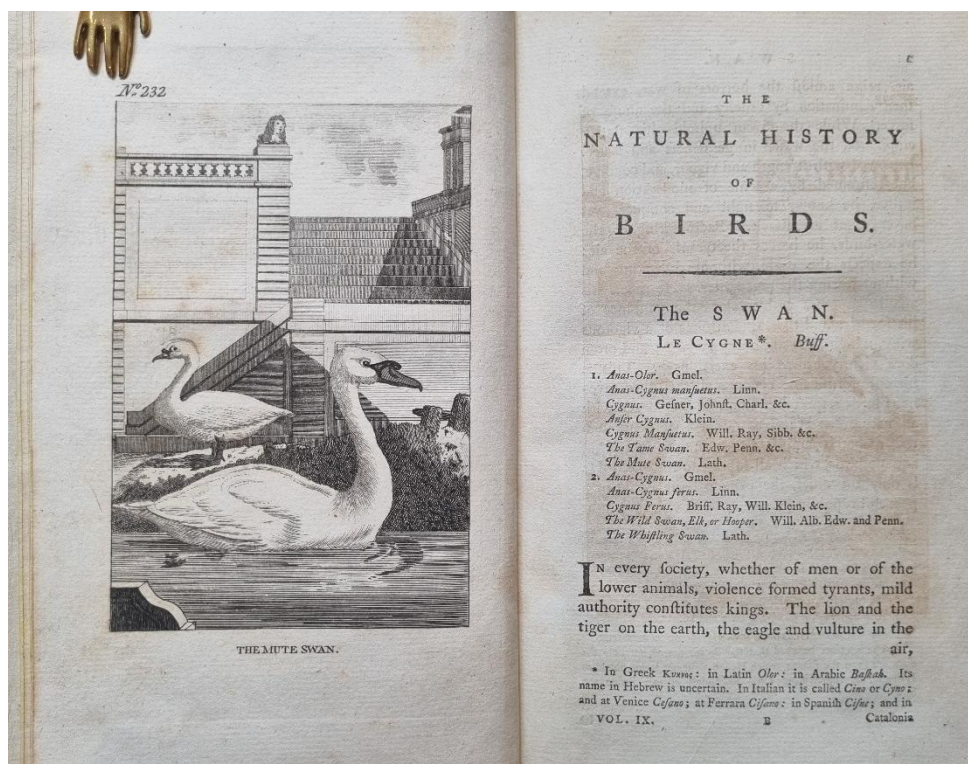 No. 232
THE MUTE SWAN.
THE
NATURAL HISTORY
OF
BIRDS.
The SWAN.
LE CYGNE*. Buff.
1. Anas-Olor. Gmel.
Anas-Cygnus manſuetus. Linn.
Cygnus. Geſner, Johnſt. Charl. &c.
Anſer Cygnus. Klein.
Cygnus Manſuetus. Will. Ray, Sibb. &c.
The Tame Swan. Edw. Penn. &c.
The Mute Swan. Lath.
2. Anas-Cygnus. Gmel.
Anas-Cygnus ferus. Linn.
Cygnus Ferus. Briſſ. Ray, Will. Klein, &c.
The Wild Swan, Elk, or Hooper. Will. Alb. Edw. and Penn.
The Whiſtling Swan. Lath.
IN every ſociety, whether of men or of the
lower animals, violence formed tyrants, mild
authority conſtitutes kings. The lion and the
tiger on the earth, the eagle and vulture in the
air,
* In Greek Κυκνος: in Latin Olor: in Arabic Baſkak. Its
name in Hebrew is uncertain. In Italian it is called Cino or Cyno;
and at Venice Ceſano; at Ferrara Ciſano: in Spaniſh Ciſne; and in
VOL. IX. B Catalonia